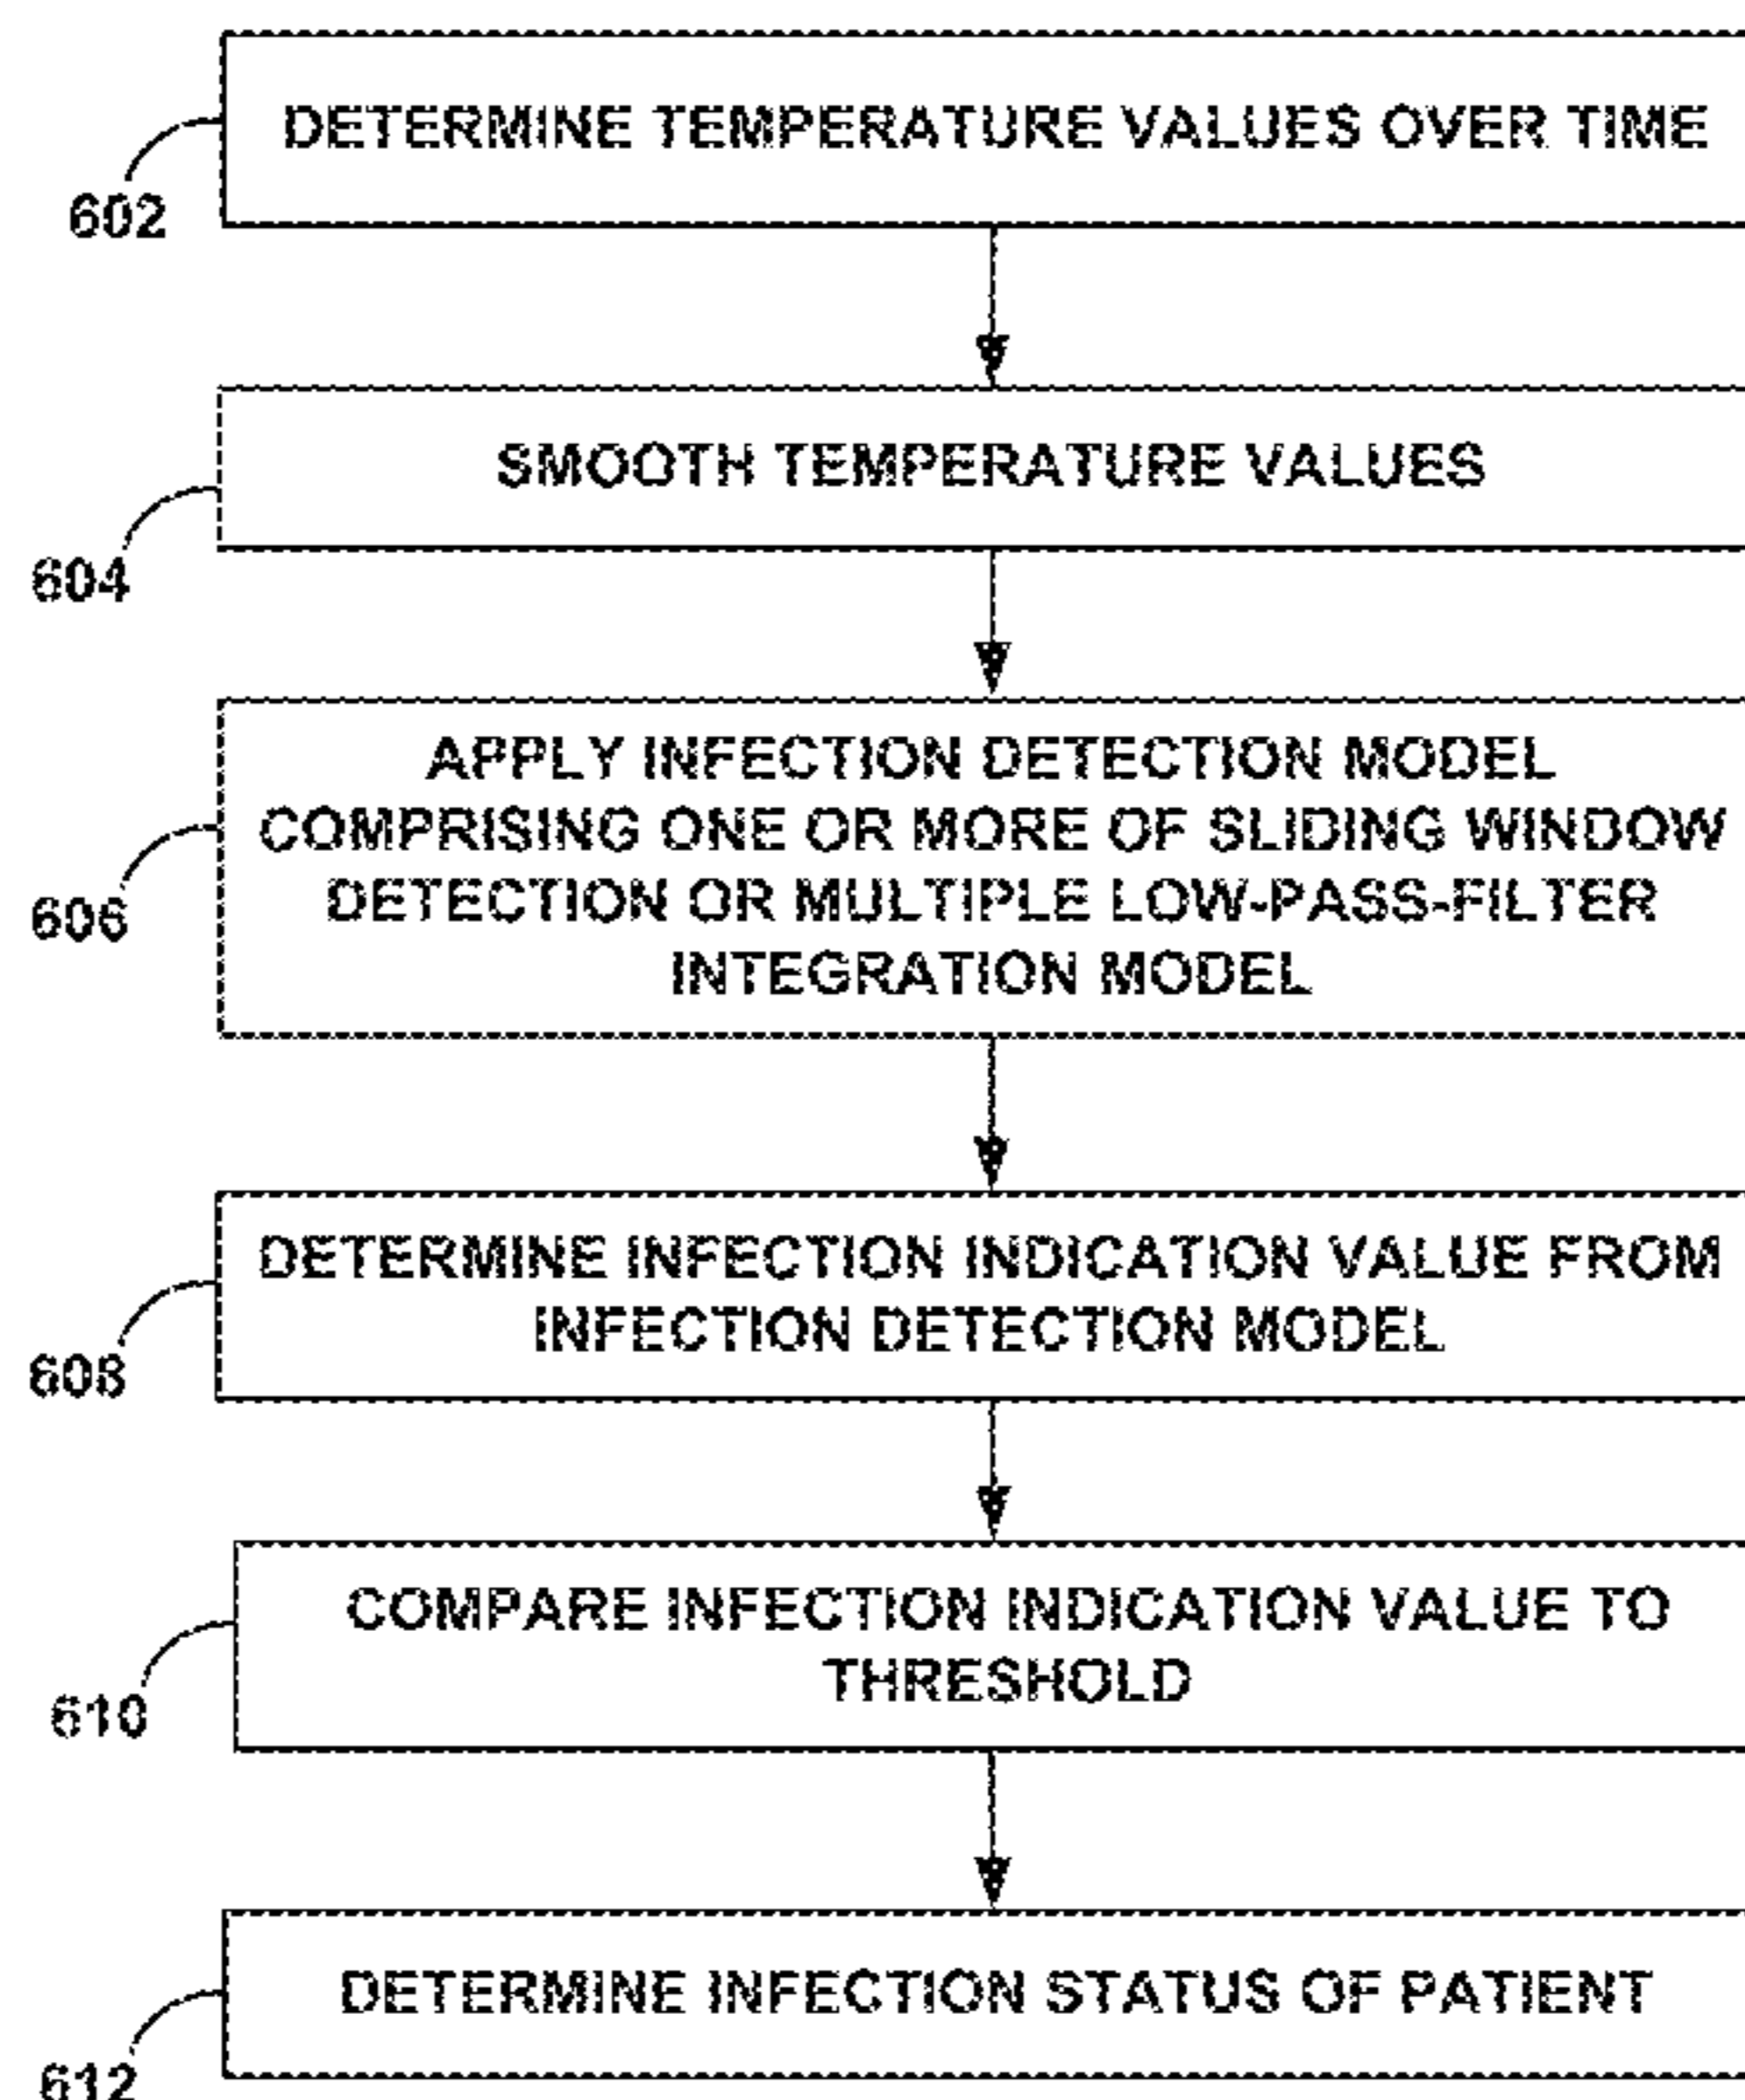 DETERMINE TEMPERATURE VALUES OVER TIME
602
SMOOTH TEMPERATURE VALUES
604
APPLY INFECTION DETECTION MODEL
COMPRISING ONE OR MORE OF SLIDING WINDOW
DETECTION OR MULTIPLE LOW-PASS-FILTER
INTEGRATION MODEL
606
DETERMINE INFECTION INDICATION VALUE FROM
INFECTION DETECTION MODEL
608
COMPARE INFECTION INDICATION VALUE TO
THRESHOLD
610
DETERMINE INFECTION STATUS OF PATIENT
612